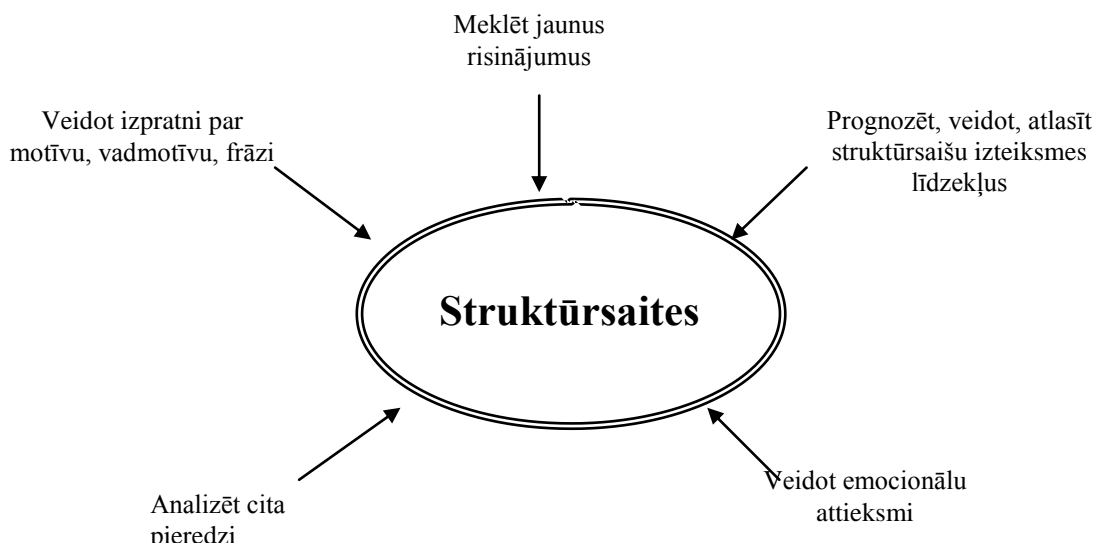 Meklēt jaunus
risinājumus
Veidot izpratni par
motīvu, vadmotīvu, frāzi
Prognozēt, veidot, atlasīt
struktūrsaišu izteiksmes
līdzekļus
Struktūrsaites
Analizēt cita
pieredzi
Veidot emocionālu
attieksmi